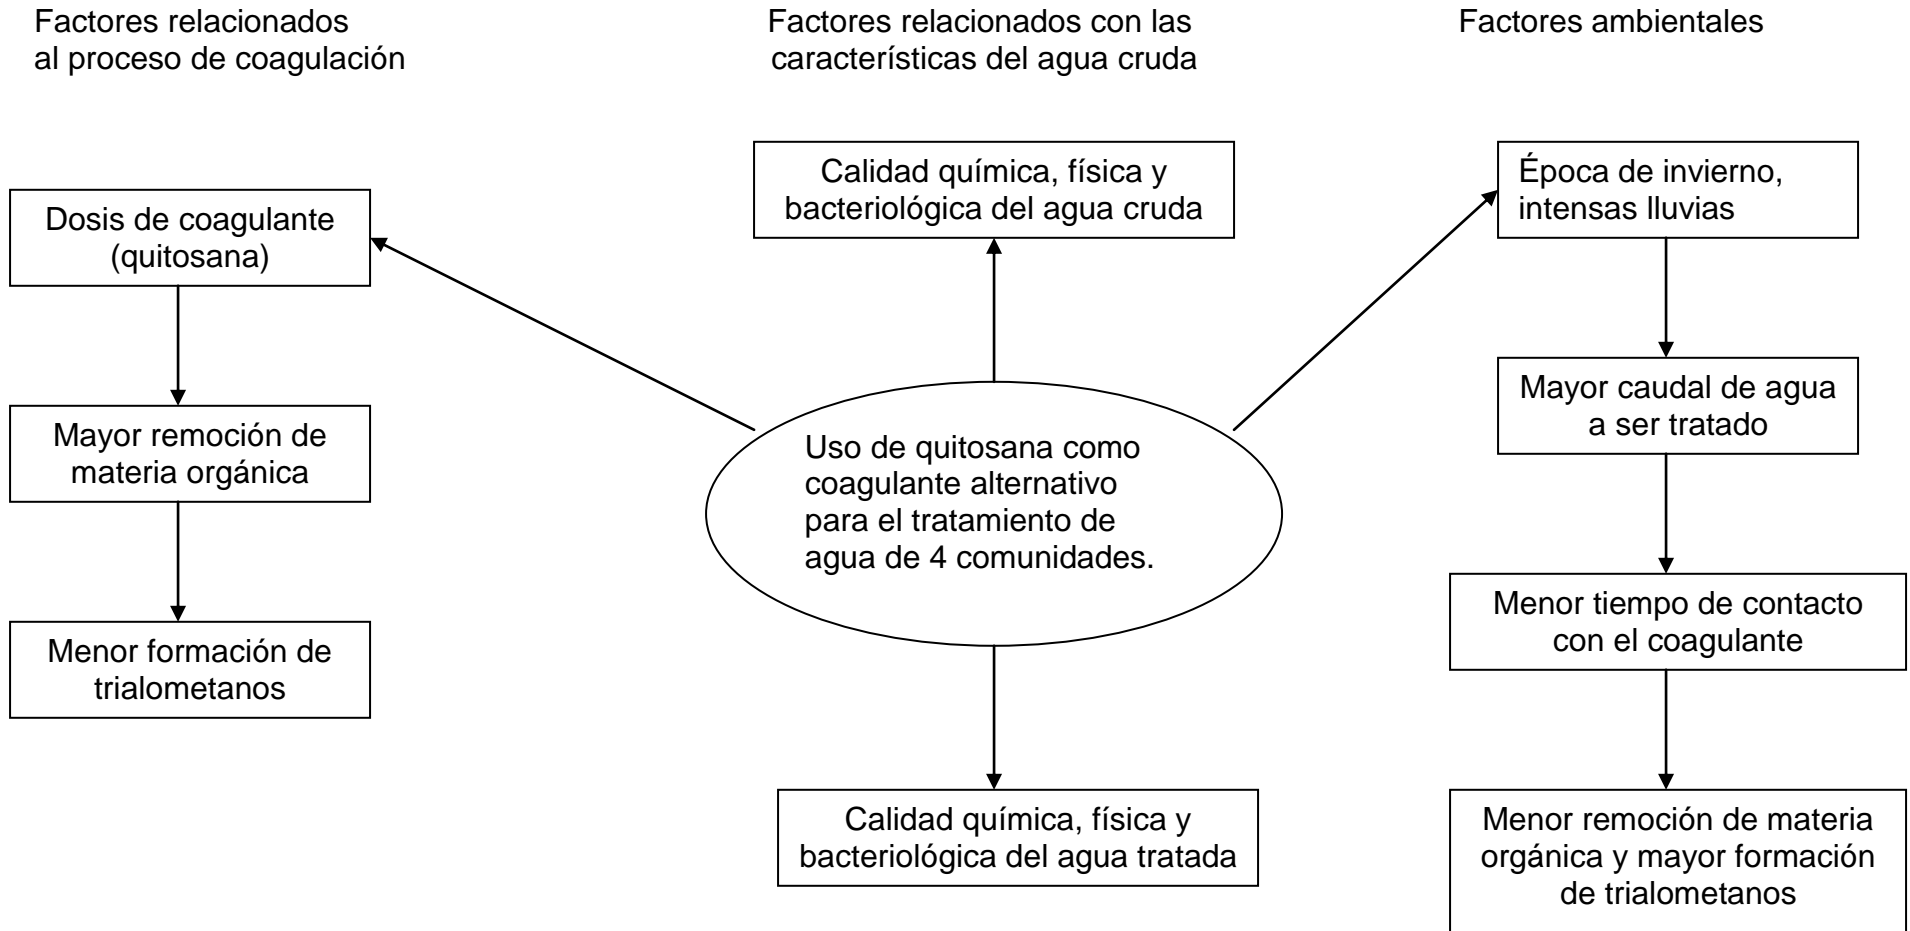 Factores relacionados
al proceso de coagulación
Factores relacionados con las
características del agua cruda
Factores ambientales
Dosis de coagulante
(quitosana)
Mayor remoción de
materia orgánica
Menor formación de
trialometanos
Calidad química, física y
bacteriológica del agua cruda
Uso de quitosana como
coagulante alternativo
para el tratamiento de
agua de 4 comunidades.
Calidad química, física y
bacteriológica del agua tratada
Época de invierno,
intensas lluvias
Mayor caudal de agua
a ser tratado
Menor tiempo de contacto
con el coagulante
Menor remoción de materia
orgánica y mayor formación
de trialometanos